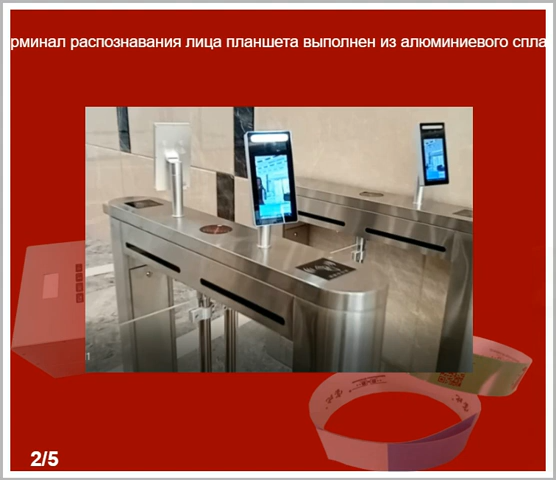 рминал распознавания лица планшета выполнен из алюминиевого спла
2/5